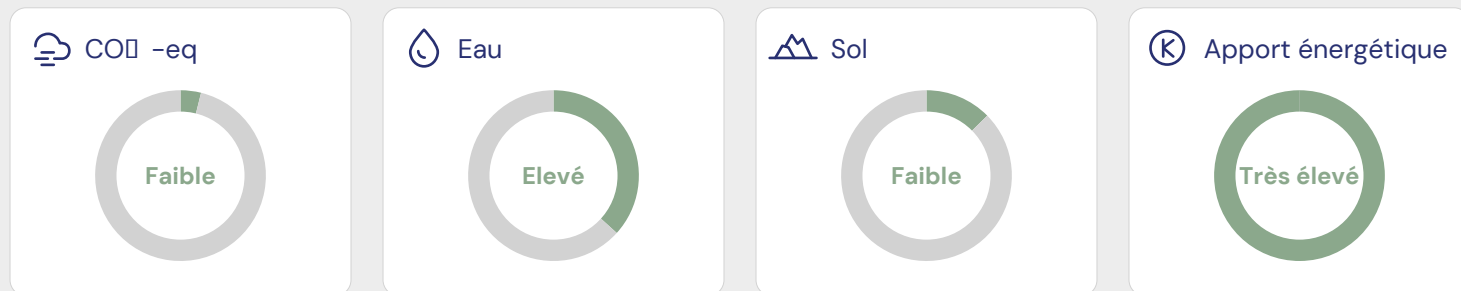 CO▯ -eq
Eau
Sol
Apport énergétique
Faible
Elevé
Faible
Très élevé